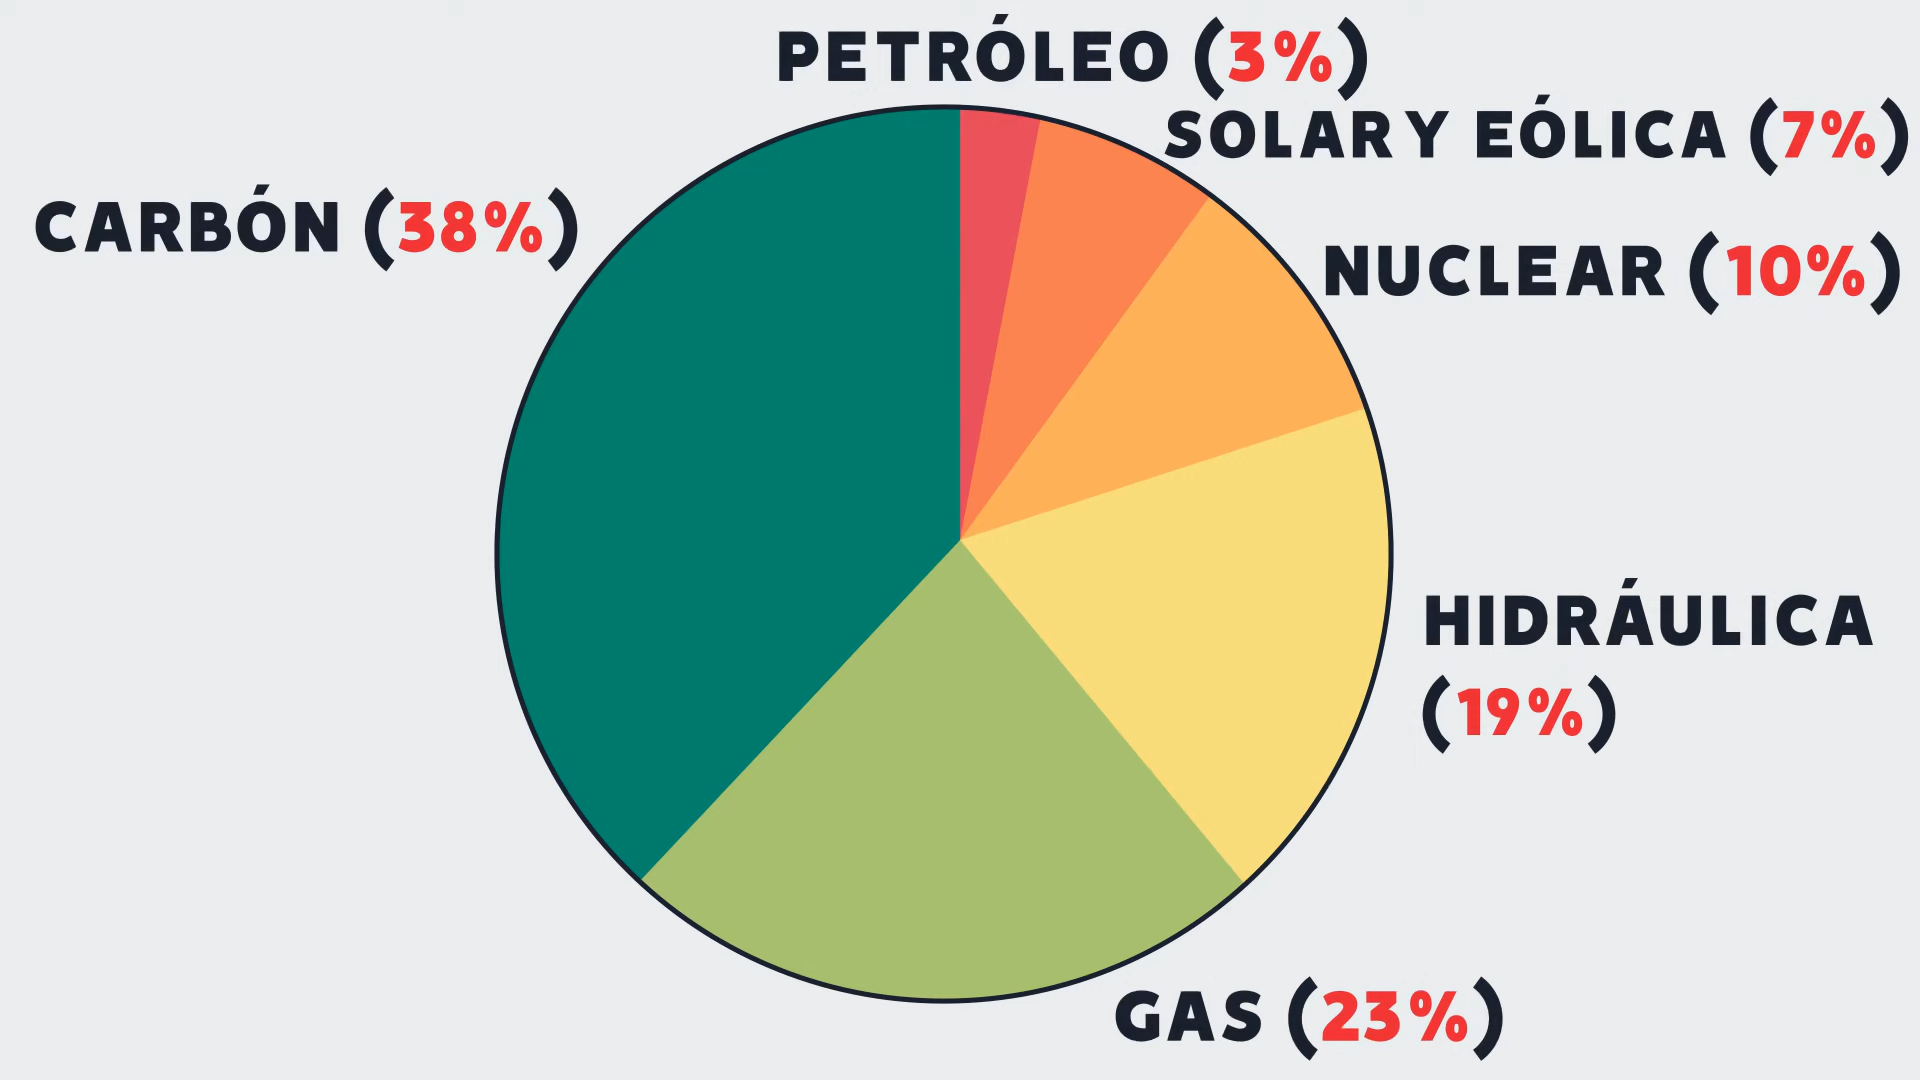 PETRÓLEO (3%)
SOLAR Y EÓLICA (7%)
CARBÓN (38%)
NUCLEAR (10%)
HIDRÁULICA
(19%)
GAS (23%)